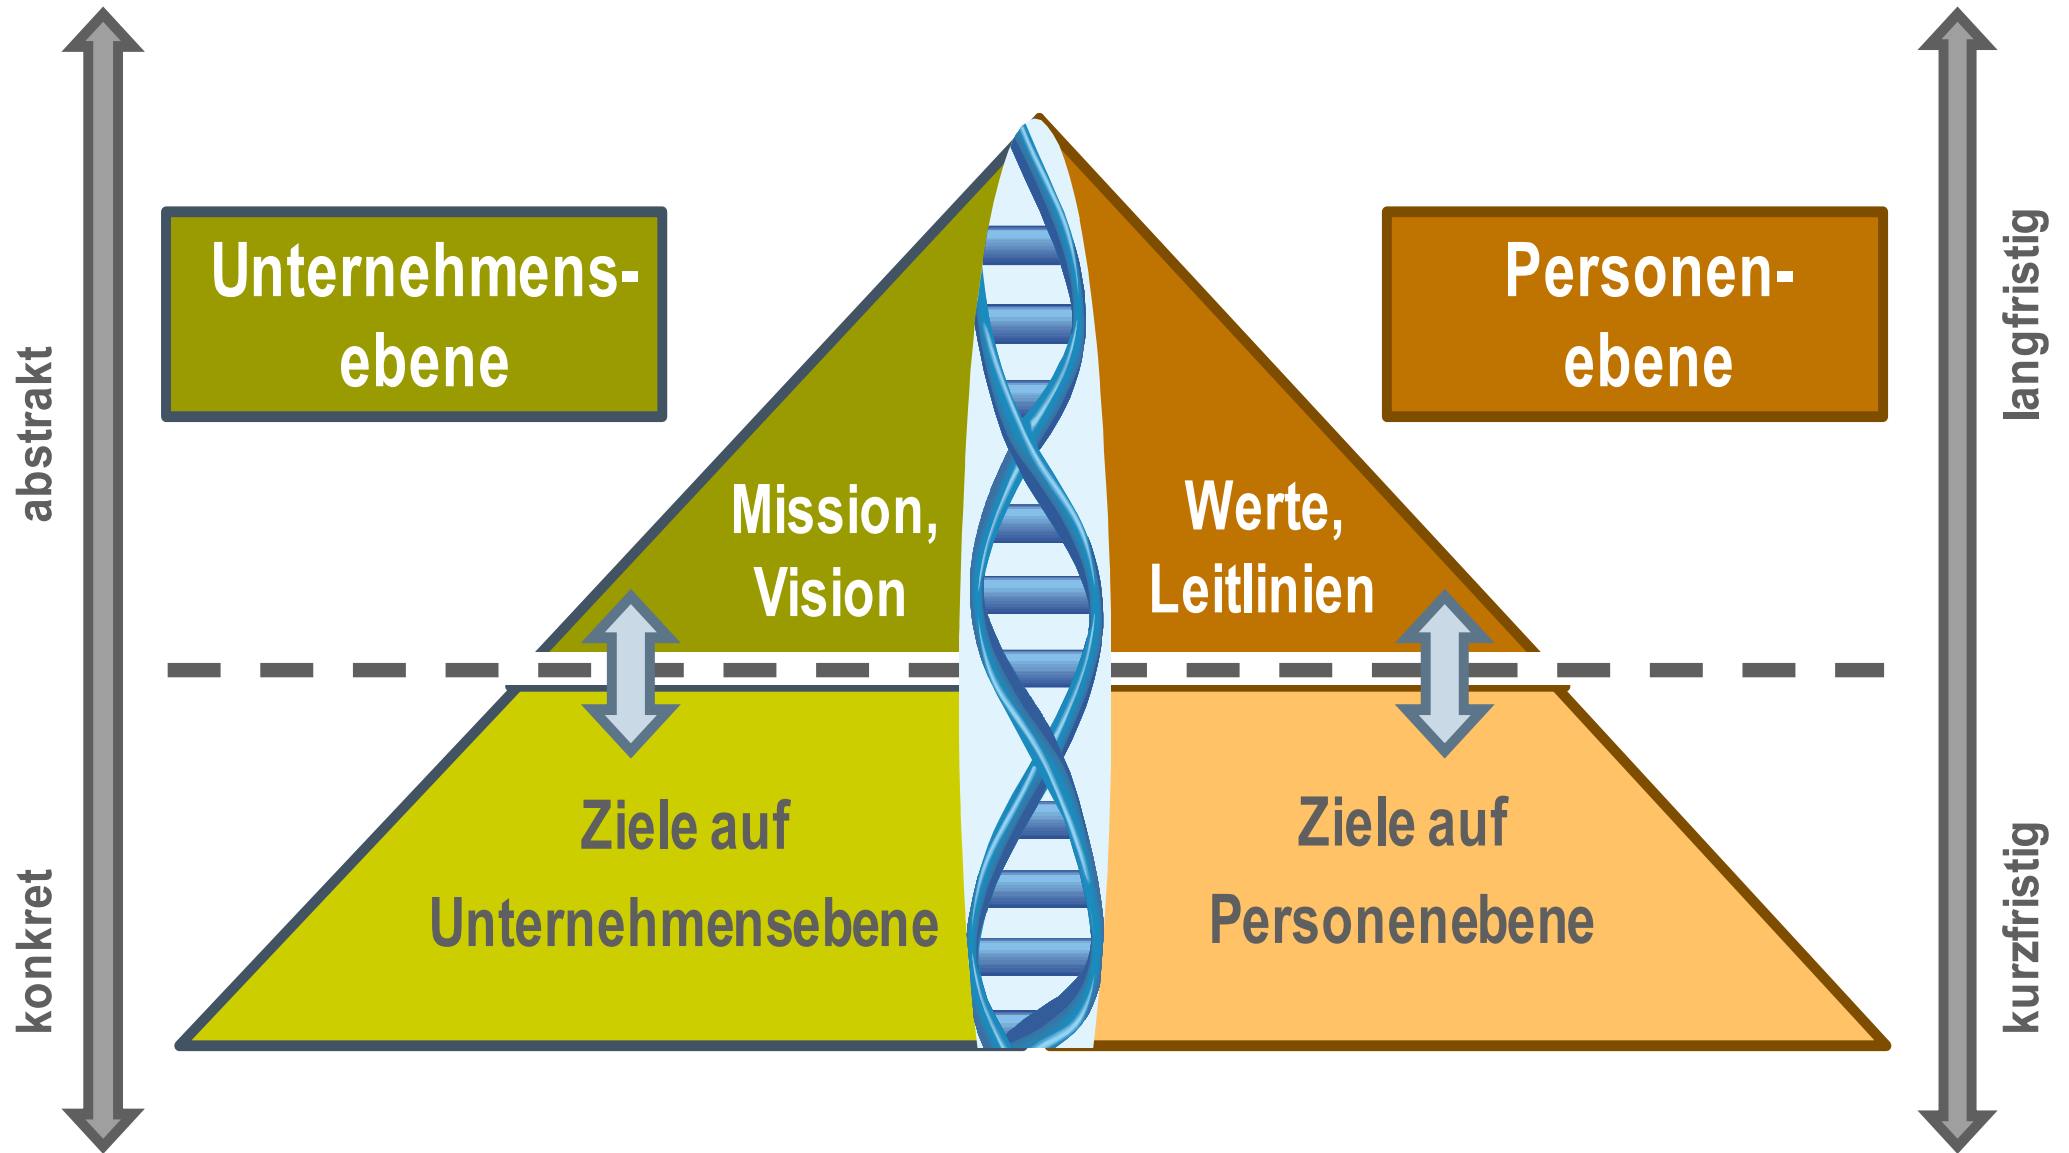 abstrakt
konkret
Unternehmens-
ebene
Mission,
Vision
Ziele auf
Unternehmensebene
Personen-
ebene
Werte,
Leitlinien
Ziele auf
Personenebene
langfristig
kurzfristig